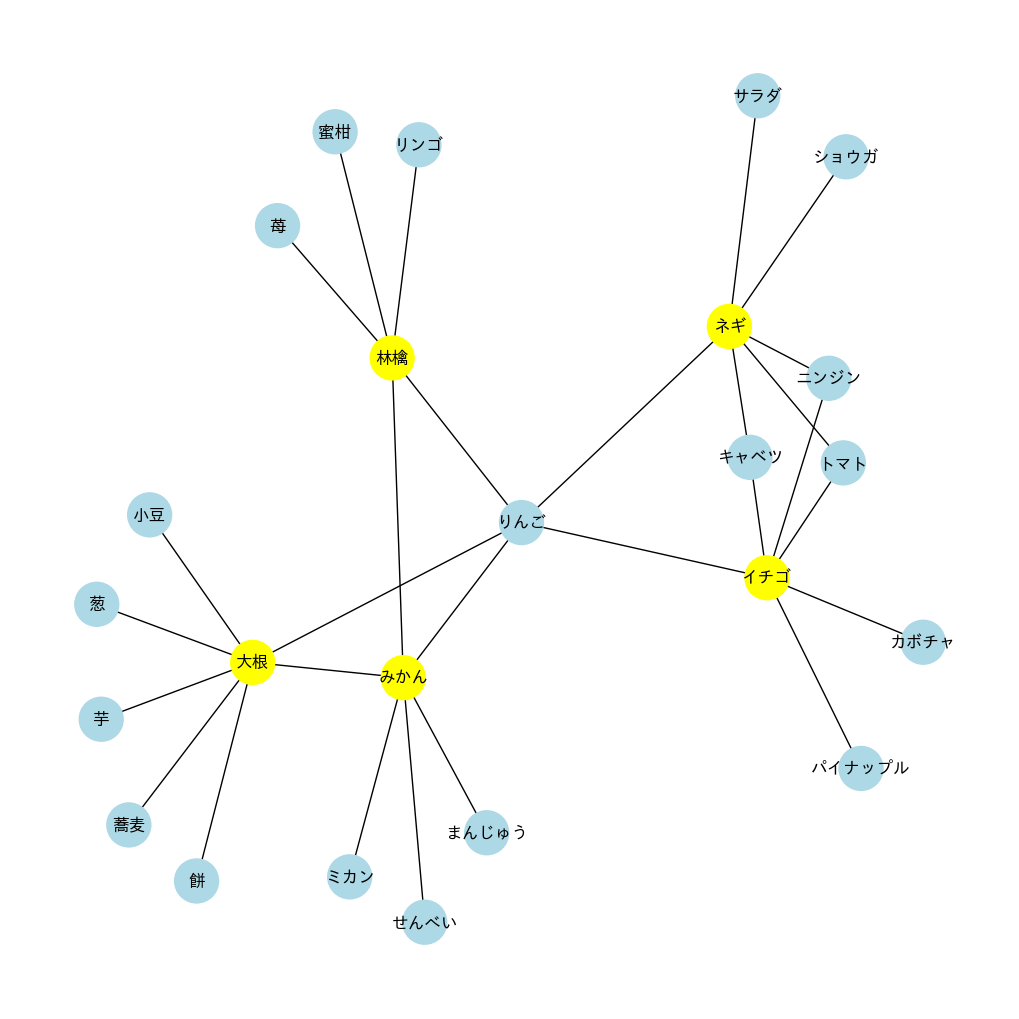 サラダ
蜜柑
リンゴ
ショウガ
苺
ネギ
林檎
ニンジン
キャベツ
トマト
小豆
りんご
イチゴ
葱
カボチャ
大根
みかん
芋
パイナップル
蕎麦
まんじゅう
餅
ミカン
せんべい